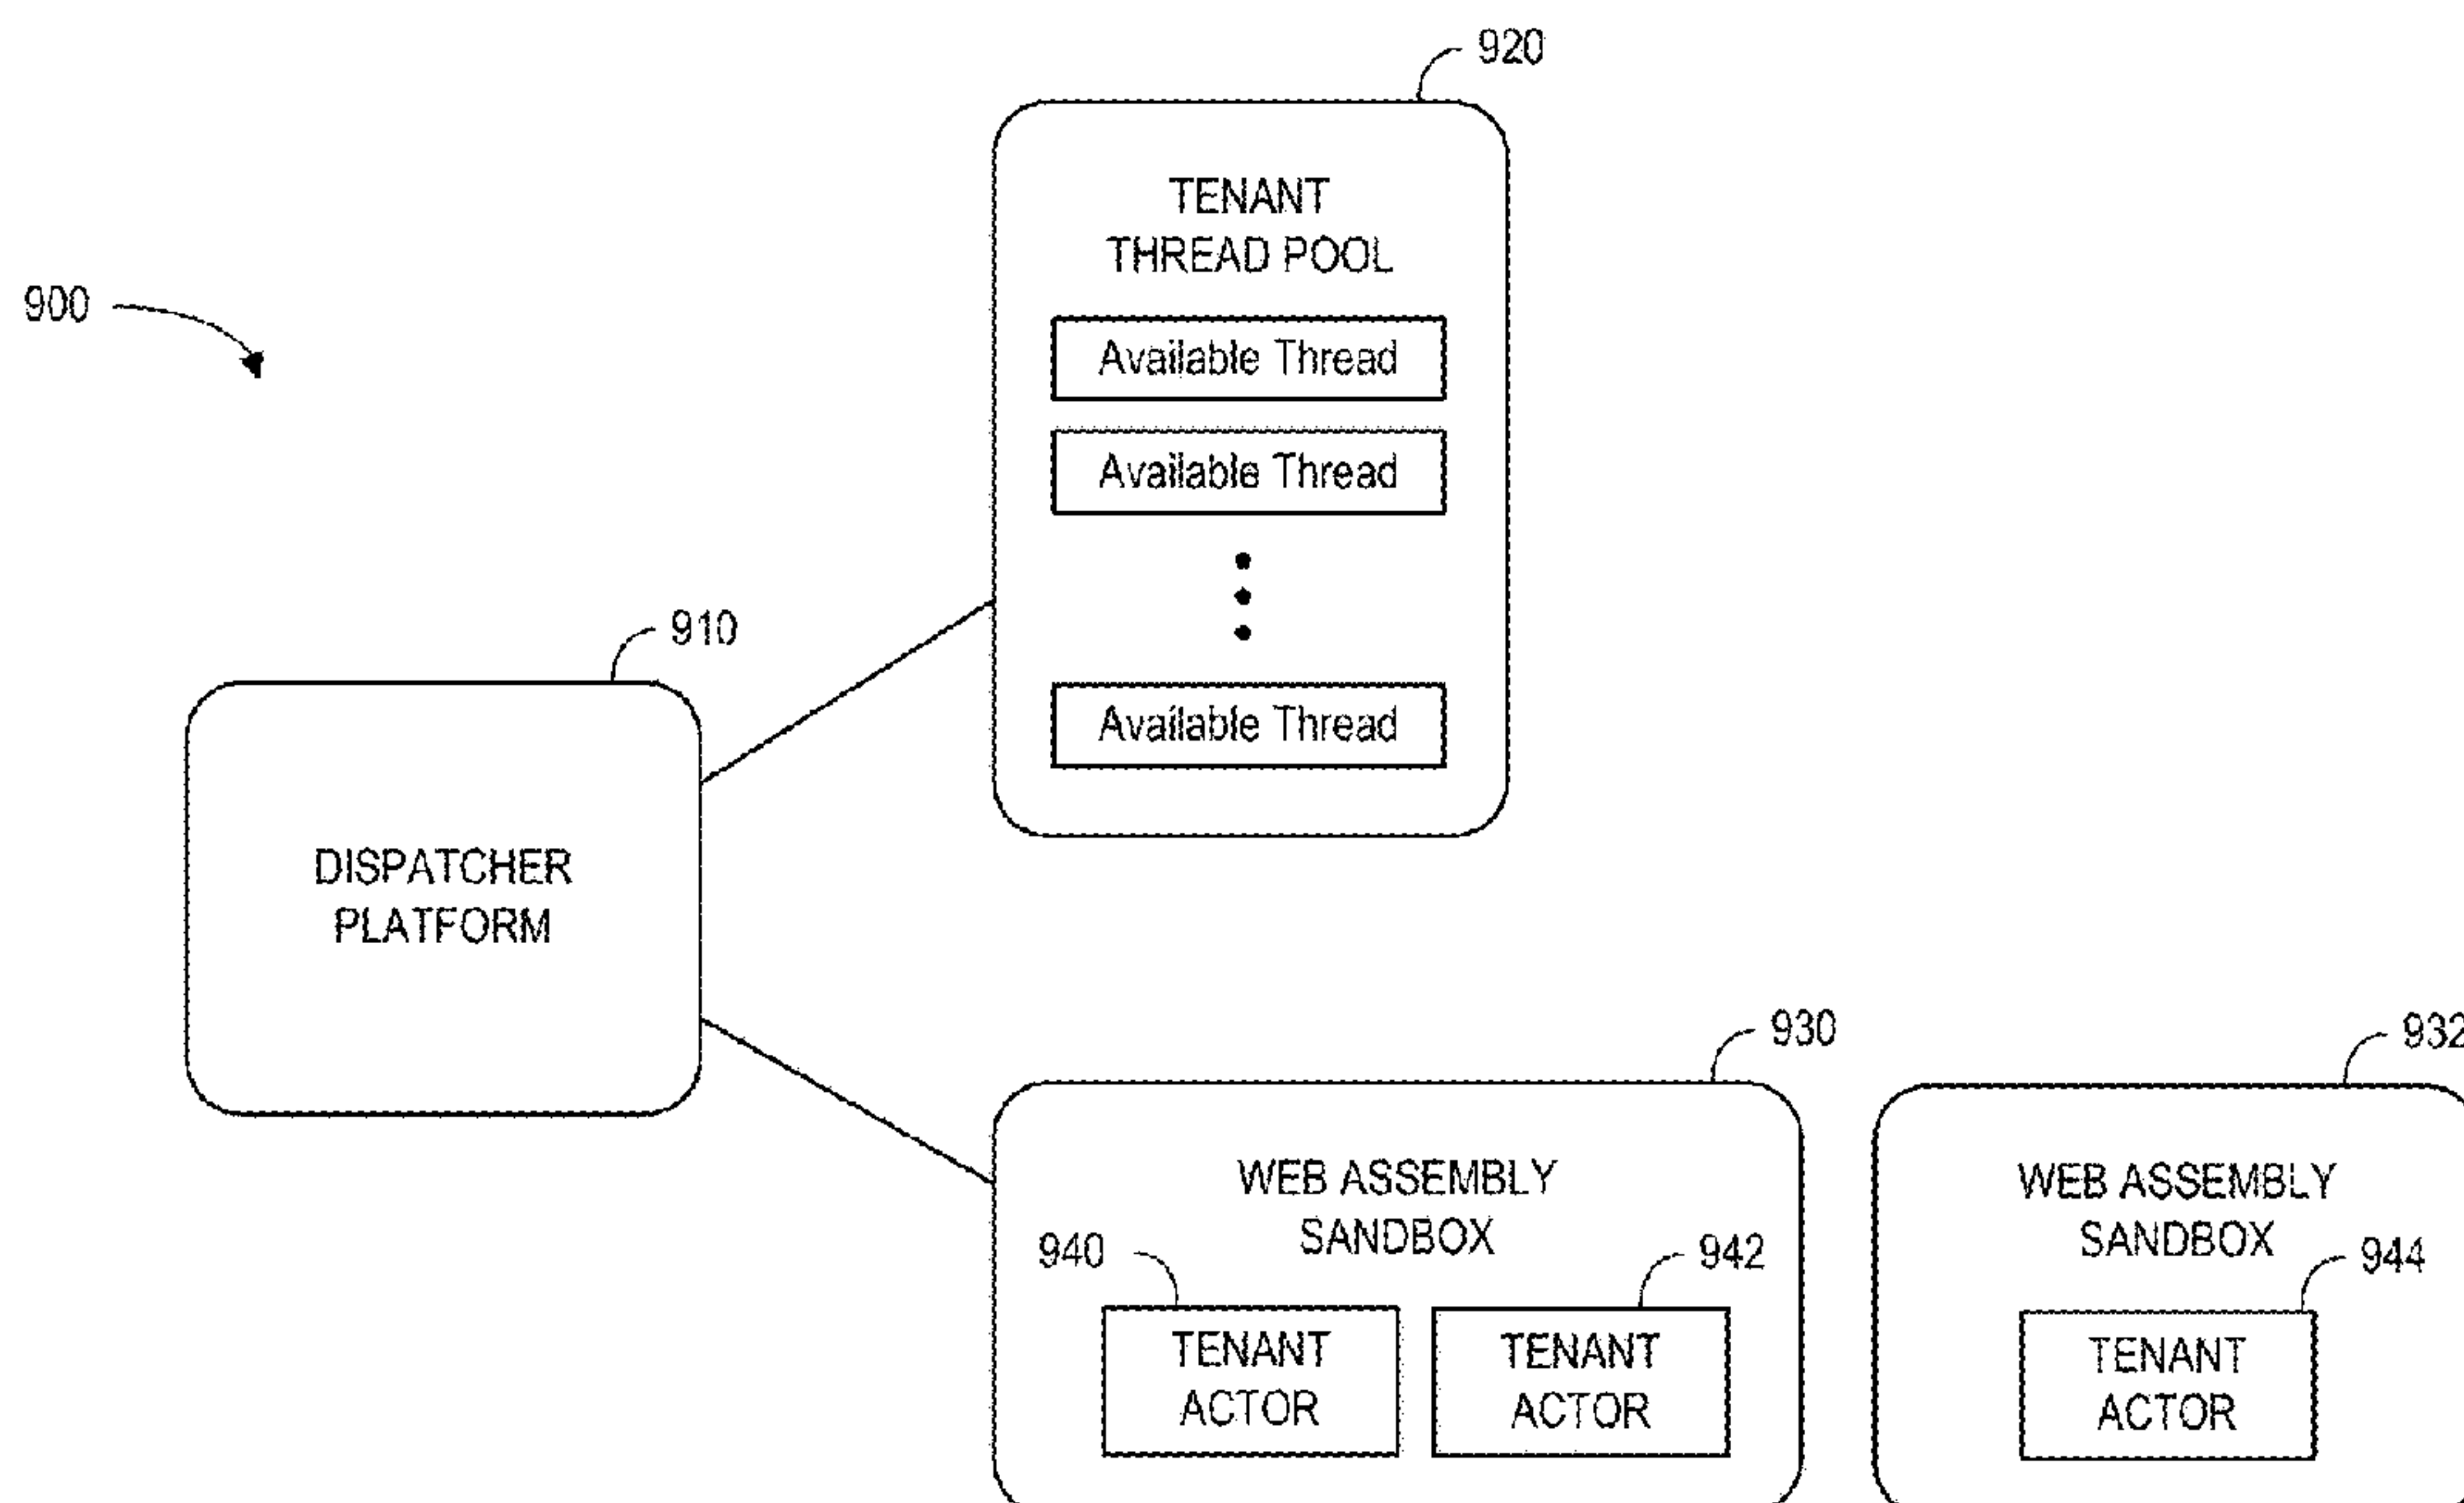 920
TENANT
THREAD POOL
900
Available Thread
Available Thread
910
Available Thread
DISPATCHER
PLATFORM
930
932
WEB ASSEMBLY
SANDBOX
940
942
TENANT
ACTOR
TENANT
ACTOR
WEB ASSEMBLY
SANDBOX
944
TENANT
ACTOR